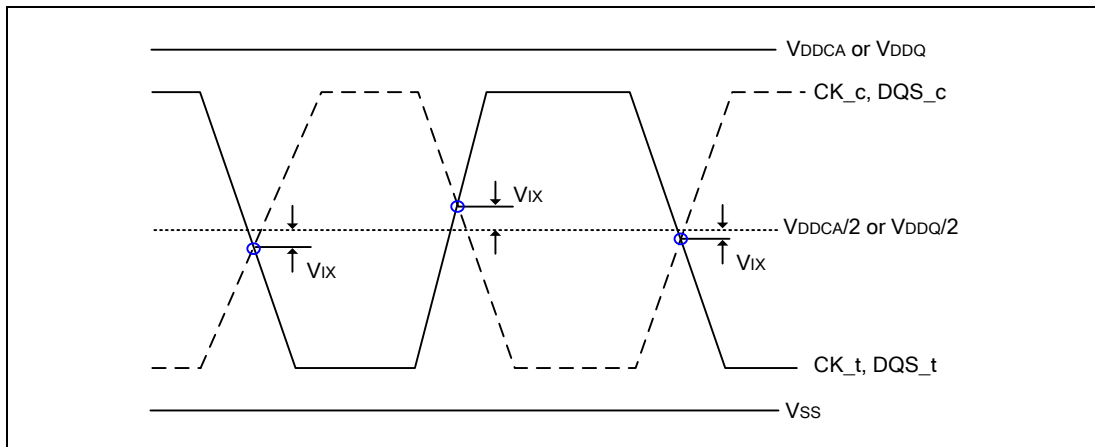 VDDCA or VDDQ
CK_c, DQS_c
VIX
VDDCA/2 or VDDQ/2
VIX
VIX
CK_t, DQS_t
VSS